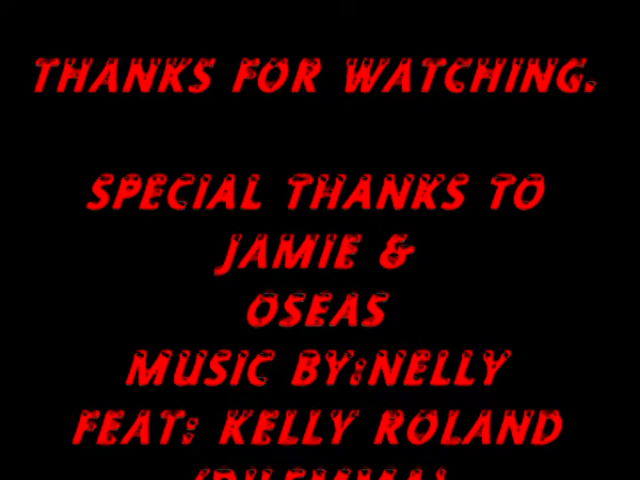 THANKS FOR WATCHING.
SPECIAL THANKS TO
JAMIE &
OSEAS
MUSIC BY:NELLY
FEAT: KELLY ROLAND